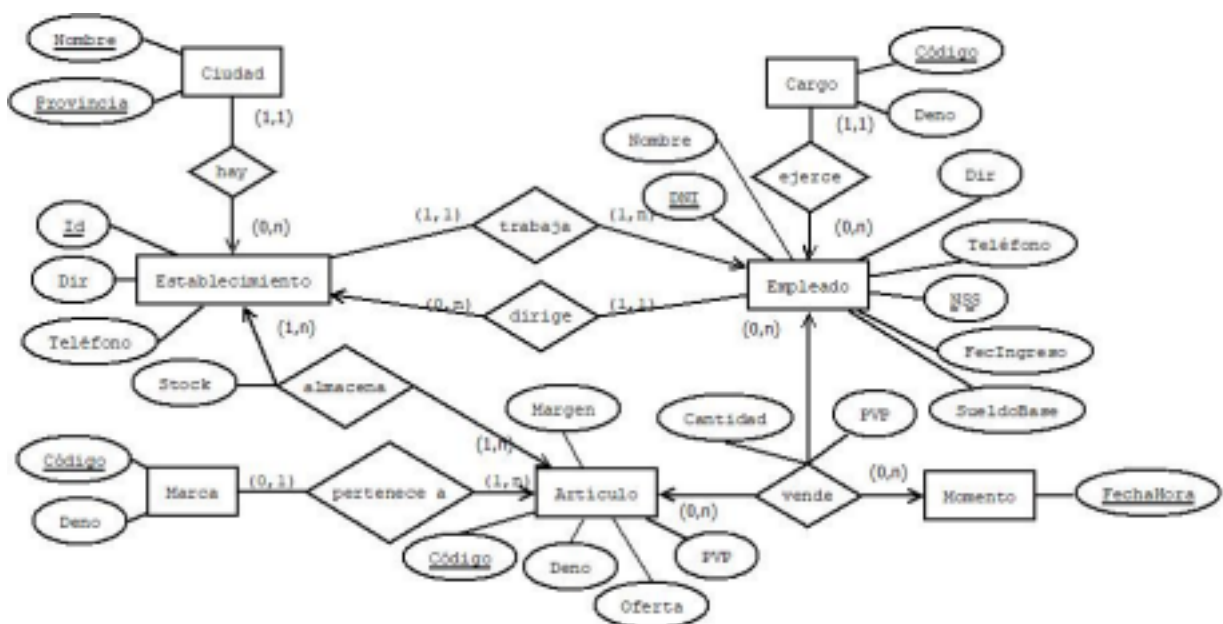 Nombre
Ciudad
Provincia
(1,1)
hay
(0,n)
Código
Cargo
Deno
(1,1)
ejerce
(0,n)
Nombre
DNI
Dir
Teléfono
NSS
FecIngreso
SueldoBase
Empleado
Id
Dir
Teléfono
Establecimiento
(1,1)
trabaja
(1,n)
(0,n)
dirige
(1,1)
(1,n)
Stock
almacena
(1,n)
Margen
Cantidad
PVP
(0,n)
Código
Marca
Deno
(0,1)
pertenece a
(1,n)
Artículo
(0,n)
vende
(0,n)
Momento
FechaHora
Código
Deno
PVP
Oferta